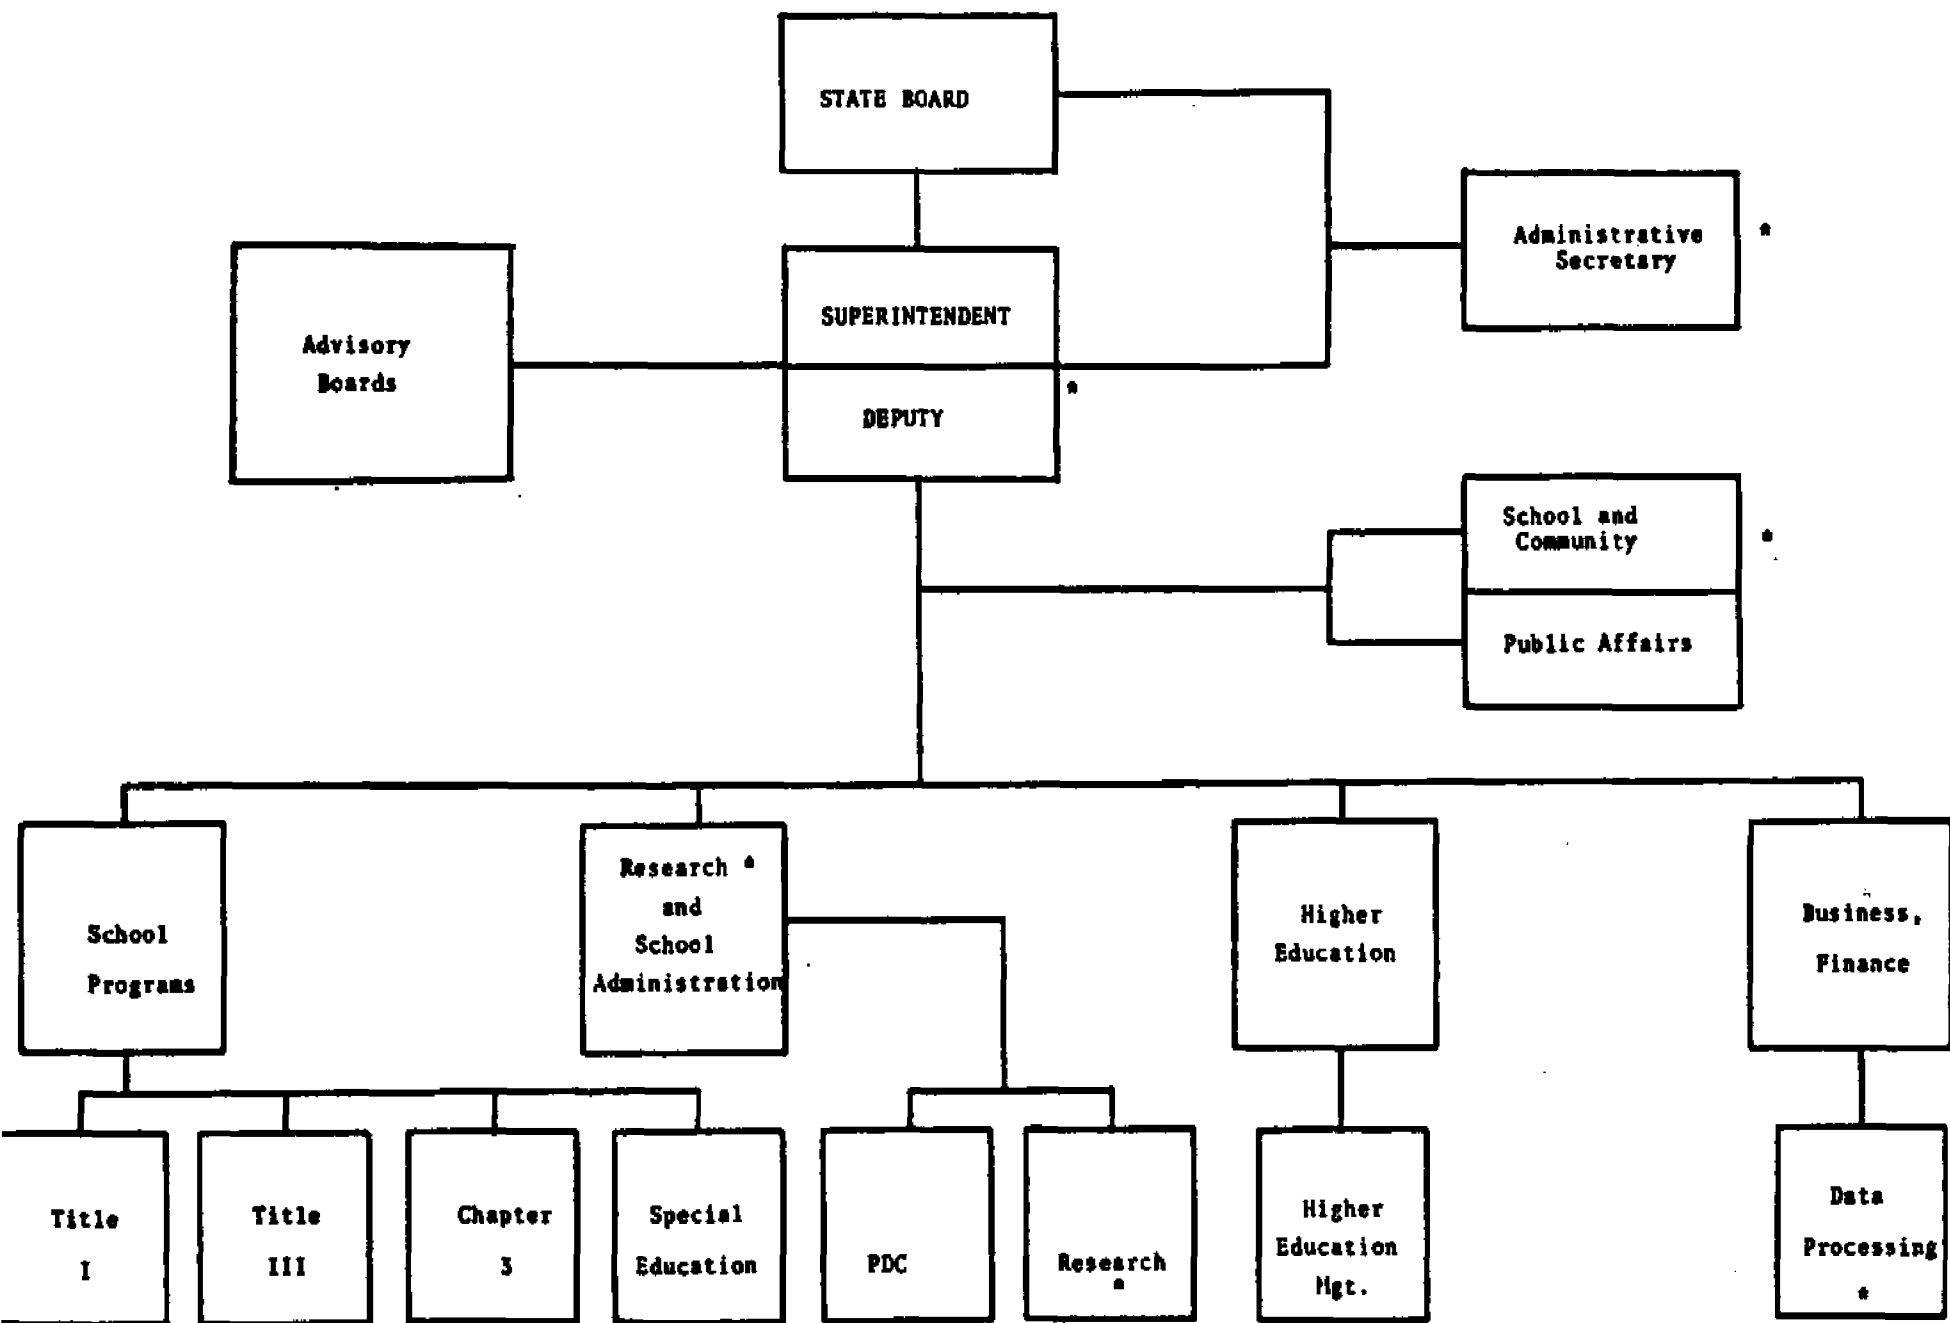 STATE BOARD
Administrative *
Secretary
SUPERINTENDENT
Advisory
Boards
*
DEPUTY
School and
Community *
Public Affairs
School
Programs
Research *
and
School
Administration
Higher
Education
Business,
Finance
Title
I
Title
III
Chapter
3
Special
Education
PDC
Research
*
Higher
Education
Mgt.
Data
Processing
*